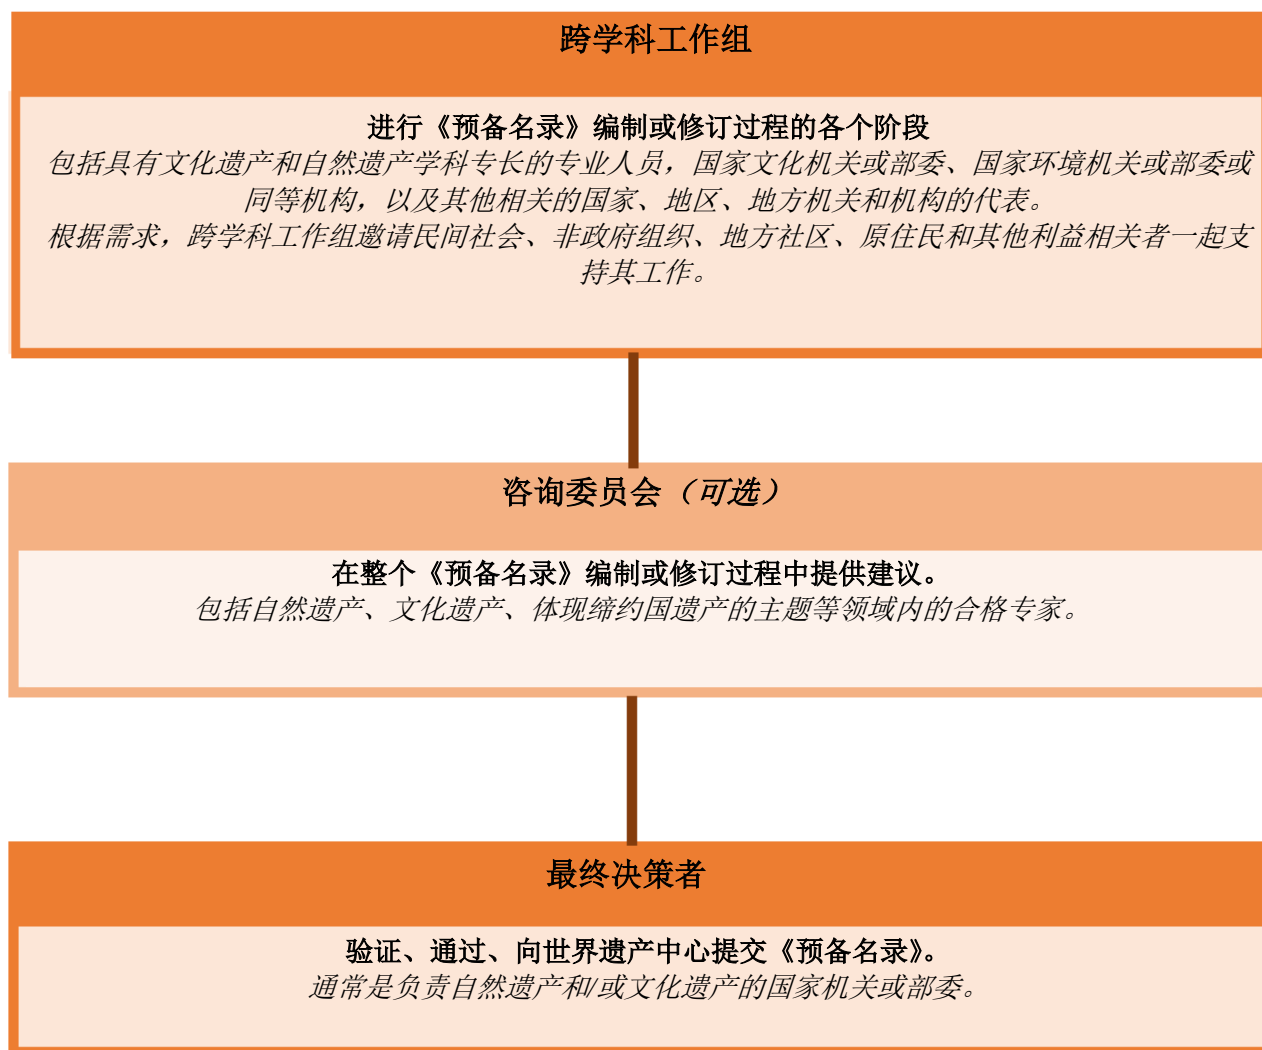 跨学科工作组
进行《预备名录》编制或修订过程的各个阶段
包括具有文化遗产和自然遗产学科专长的专业人员，国家文化机关或部委、国家环境机关或部委或
同等机构，以及其他相关的国家、地区、地方机关和机构的代表。
根据需求，跨学科工作组邀请民间社会、非政府组织、地方社区、原住民和其他利益相关者一起支
持其工作。
咨询委员会（可选）
在整个《预备名录》编制或修订过程中提供建议。
包括自然遗产、文化遗产、体现缔约国遗产的主题等领域内的合格专家。
最终决策者
验证、通过、向世界遗产中心提交《预备名录》。
通常是负责自然遗产和/或文化遗产的国家机关或部委。